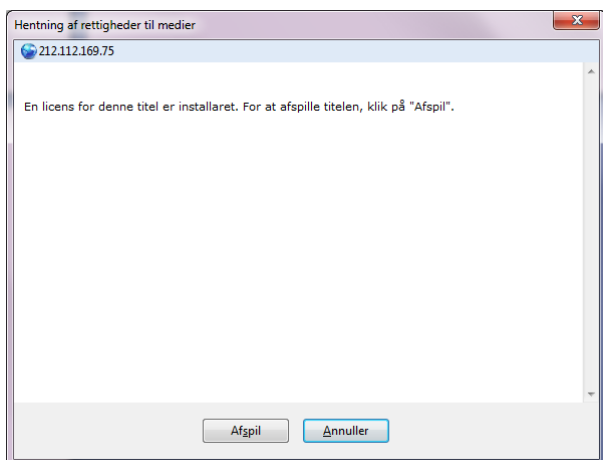 Hentning af rettigheder til medier
212.112.169.75
En licens for denne titel er installaret. For at afspille titelen, klik på "Afspil".
Afspil
Annuller